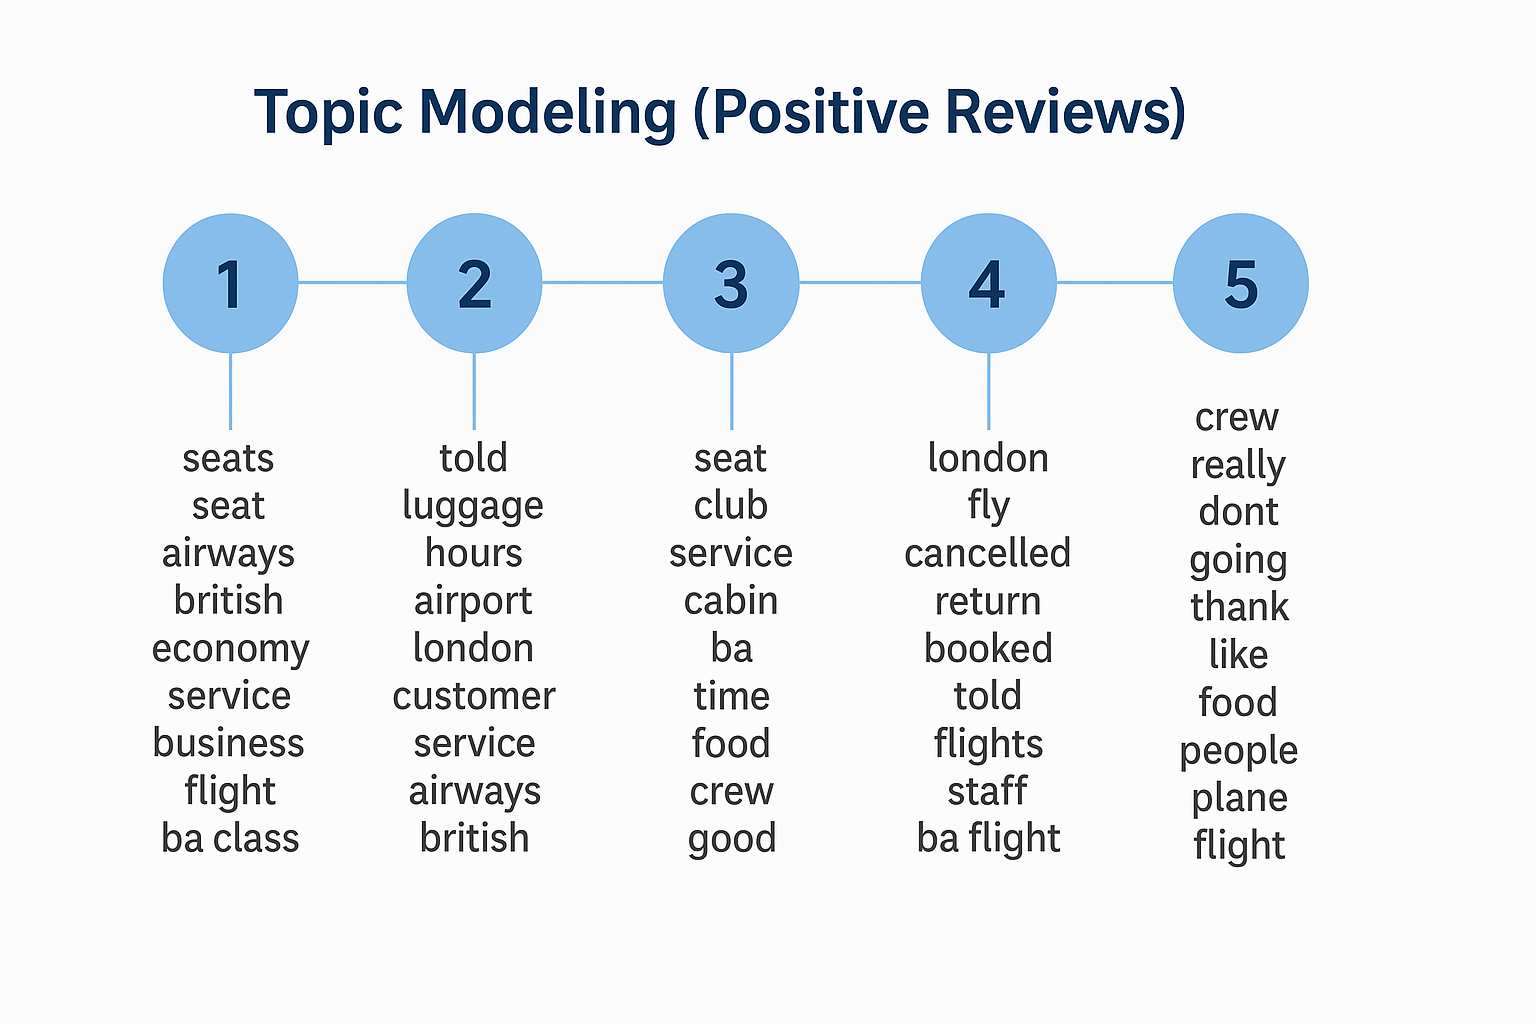 Topic Modeling (Positive Reviews)
1
seats
seat
airways
british
economy
service
business
flight
ba class
2
told
luggage
hours
airport
london
customer
service
airways
british
3
seat
club
service
cabin
ba
time
food
crew
good
4
london
fly
cancelled
return
booked
told
flights
staff
ba flight
5
crew
really
dont
going
thank
like
food
people
plane
flight